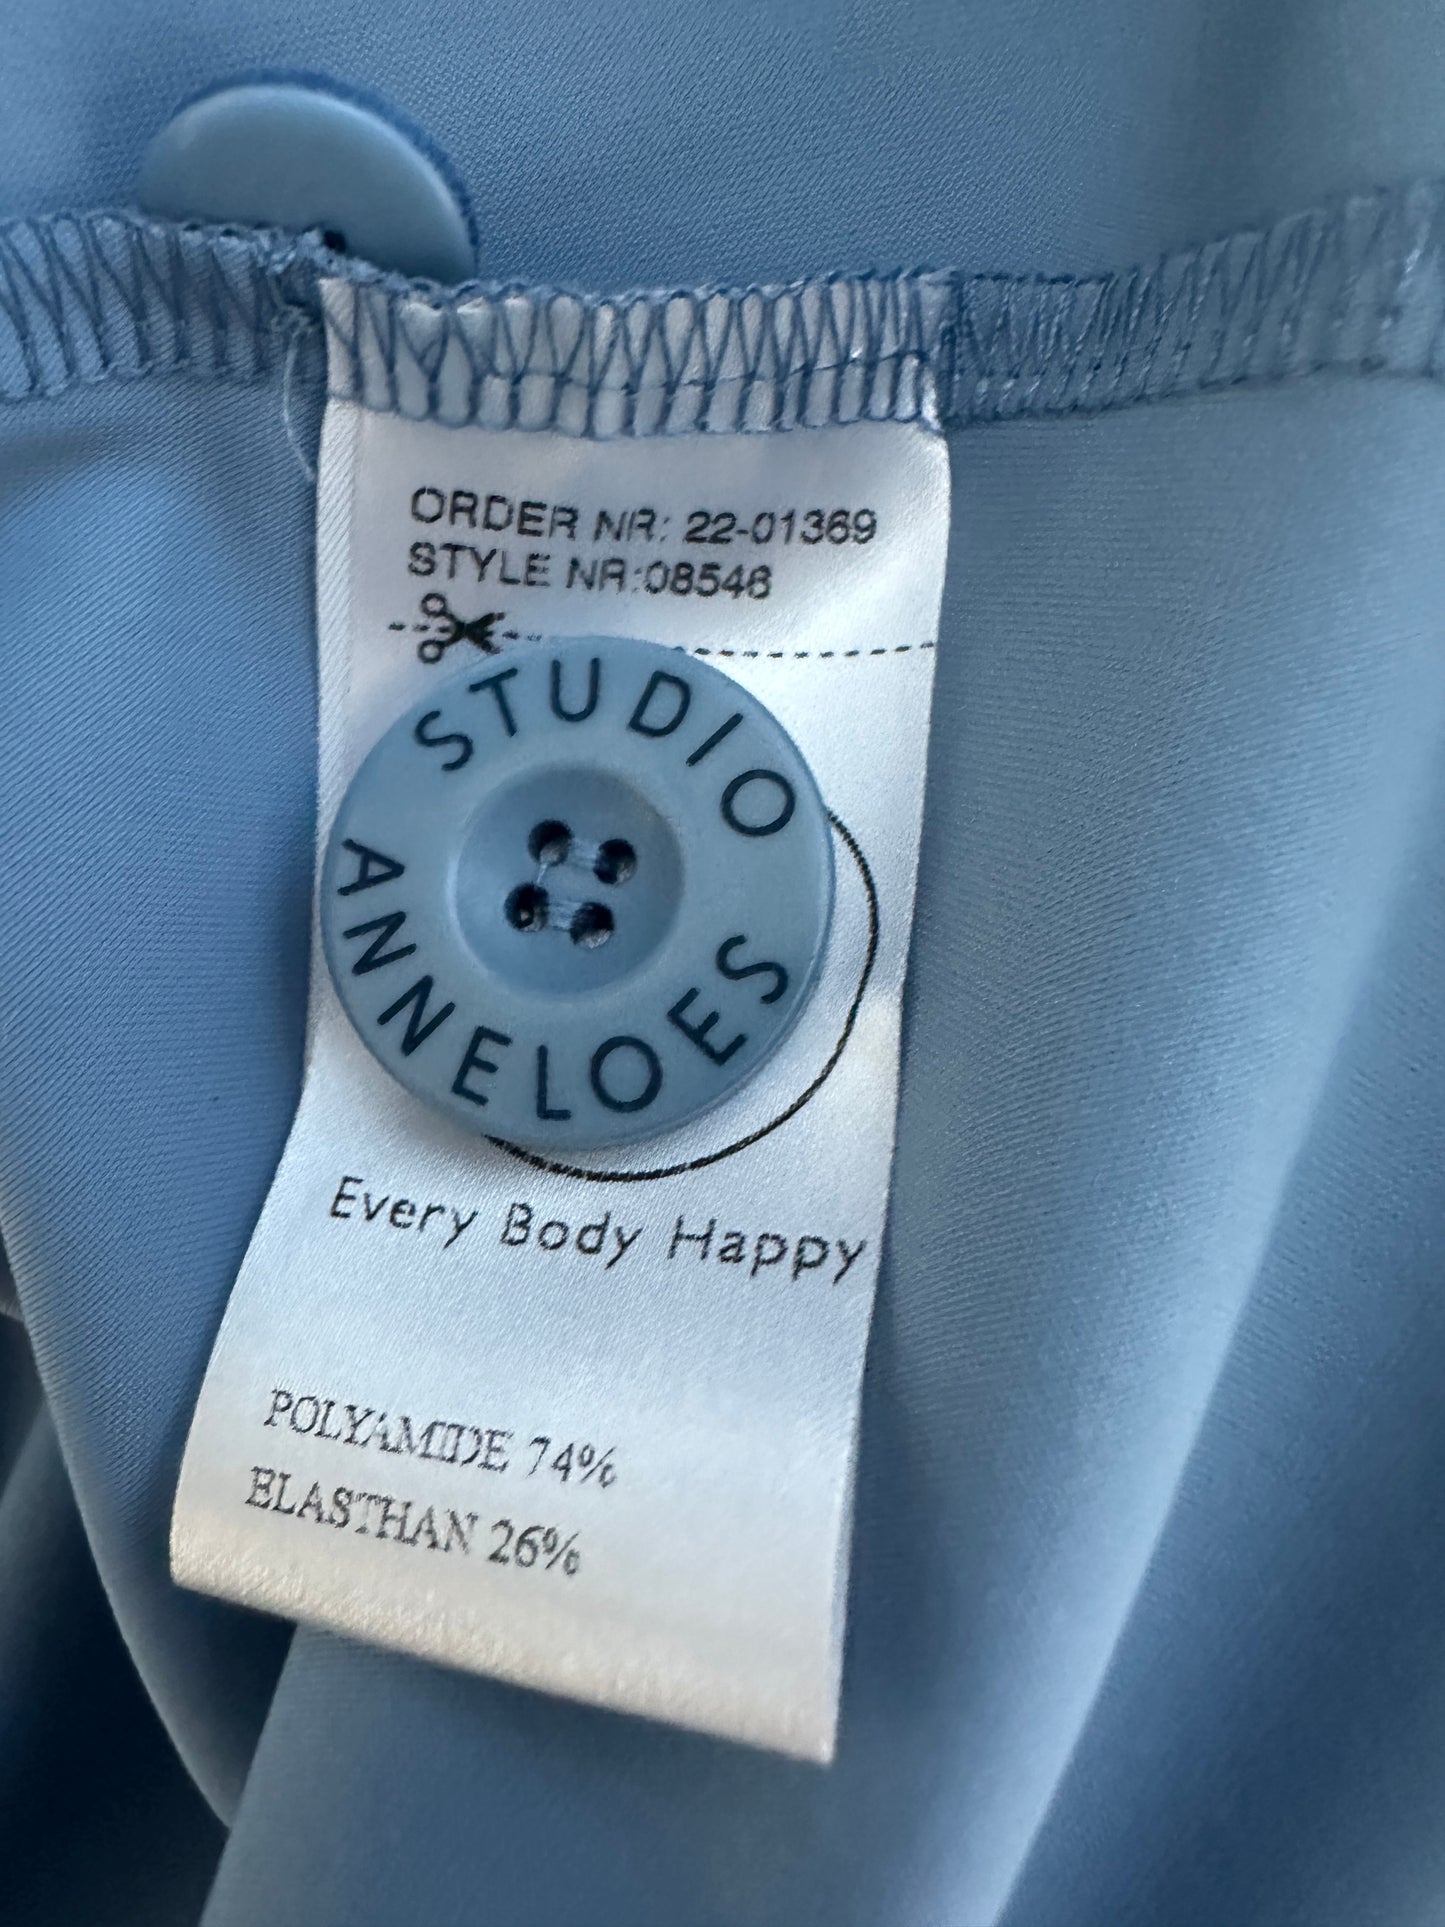 ORDER NR: 22-01369
STYLE NR:08546
STUDIO
ANNELOES
Every Body Happy
POLYAMIDE 74%
ELASTHAN 26%